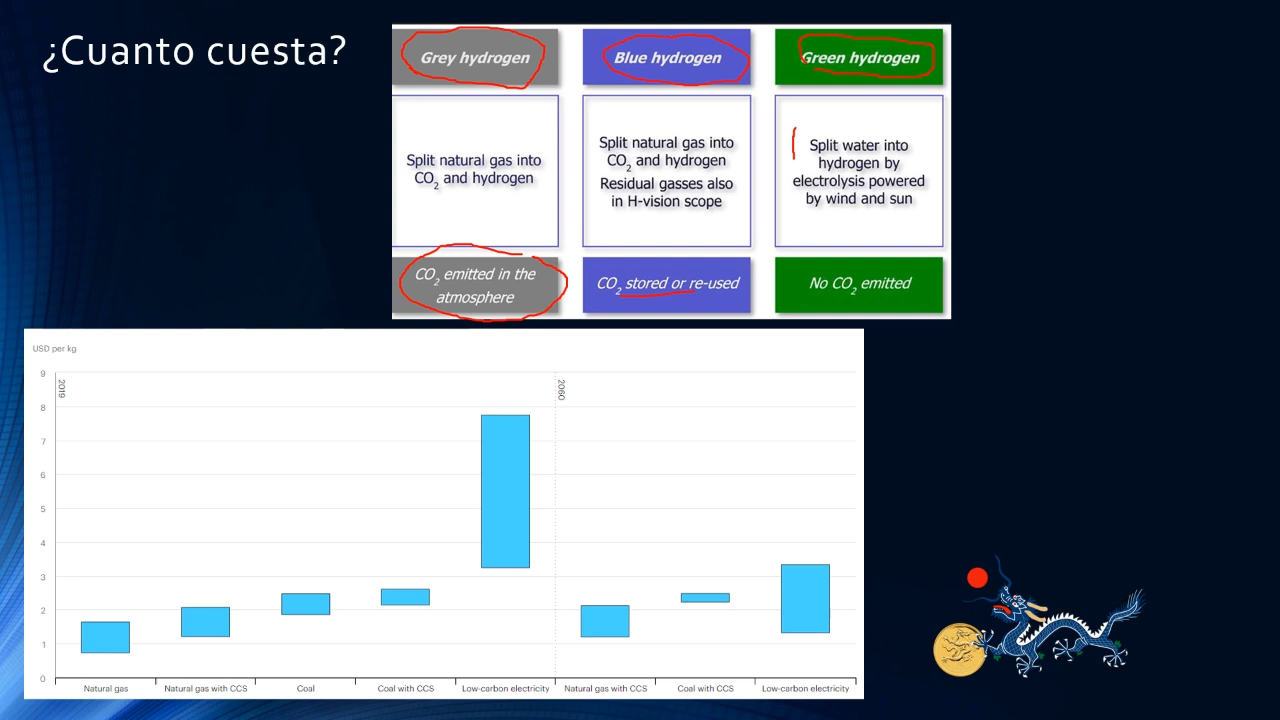 ¿Cuanto cuesta?
Grey hydrogen
Blue hydrogen
Green hydrogen
Split natural gas into
CO₂ and hydrogen
Split natural gas into
CO₂ and hydrogen
Residual gasses also
in H-vision scope
Split water into
hydrogen by
electrolysis powered
by wind and sun
CO₂ emitted in the
atmosphere
CO₂ stored or re-used
No CO₂ emitted
USD per kg
9
8
7
6
5
4
3
2
1
0
2019
2060
Natural gas
Natural gas with CCS
Coal
Coal with CCS
Low-carbon electricity
Natural gas with CCS
Coal with CCS
Low-carbon electricity